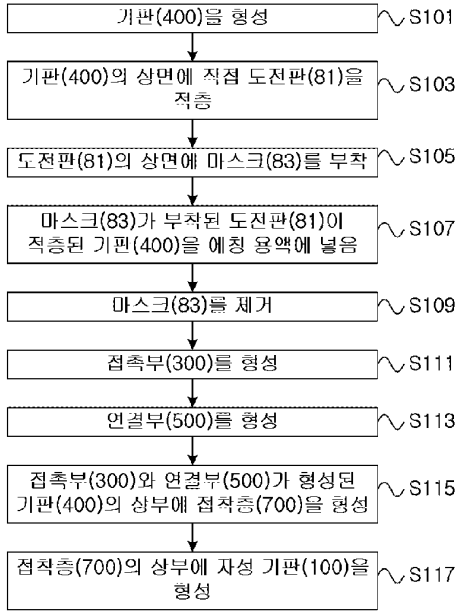 기판(400)을 형성
S101
기판(400)의 상면에 직접 도전판(81)을
적층
S103
도전판(81)의 상면에 마스크(83)를 부착
S105
마스크(83)가 부착된 도전판(81)이
적층된 기판(400)을 에칭 용액에 넣음
S107
마스크(83)를 제거
S109
접촉부(300)를 형성
S111
연결부(500)를 형성
S113
접촉부(300)와 연결부(500)가 형성된
기판(400)의 상부에 접착층(700)을 형성
S115
접착층(700)의 상부에 자성 기판(100)을
형성
S117